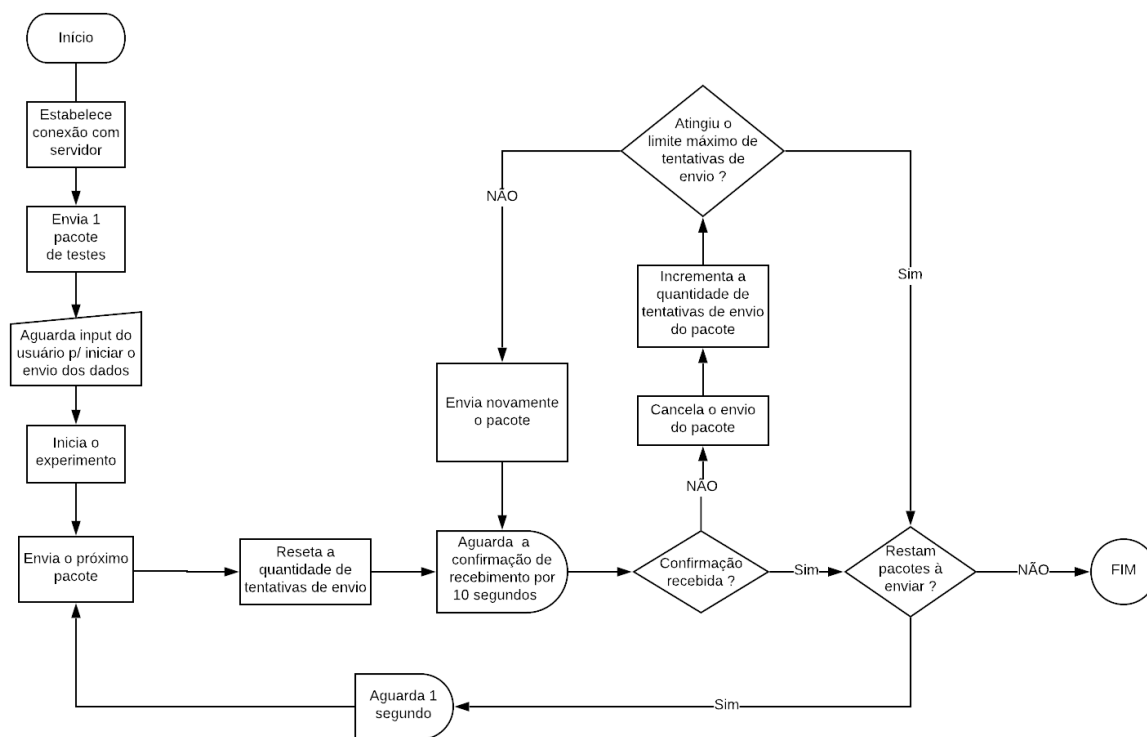 Início
Estabelece
conexão com
servidor
Envia 1
pacote
de testes
Aguarda input do
usuário p/ iniciar o
envio dos dados
Inicia o
experimento
Envia o próximo
pacote
Reseta a
quantidade de
tentativas de envio
Aguarda a
confirmação de
recebimento por
10 segundos
Confirmação
recebida ?
NÃO
Cancela o envio
do pacote
Incrementa a
quantidade de
tentativas de envio
do pacote
Atingiu o
limite máximo de
tentativas de
envio ?
NÃO
Envia novamente
o pacote
Sim
Sim
Restam
pacotes à
enviar ?
NÃO
FIM
Sim
Aguarda 1
segundo